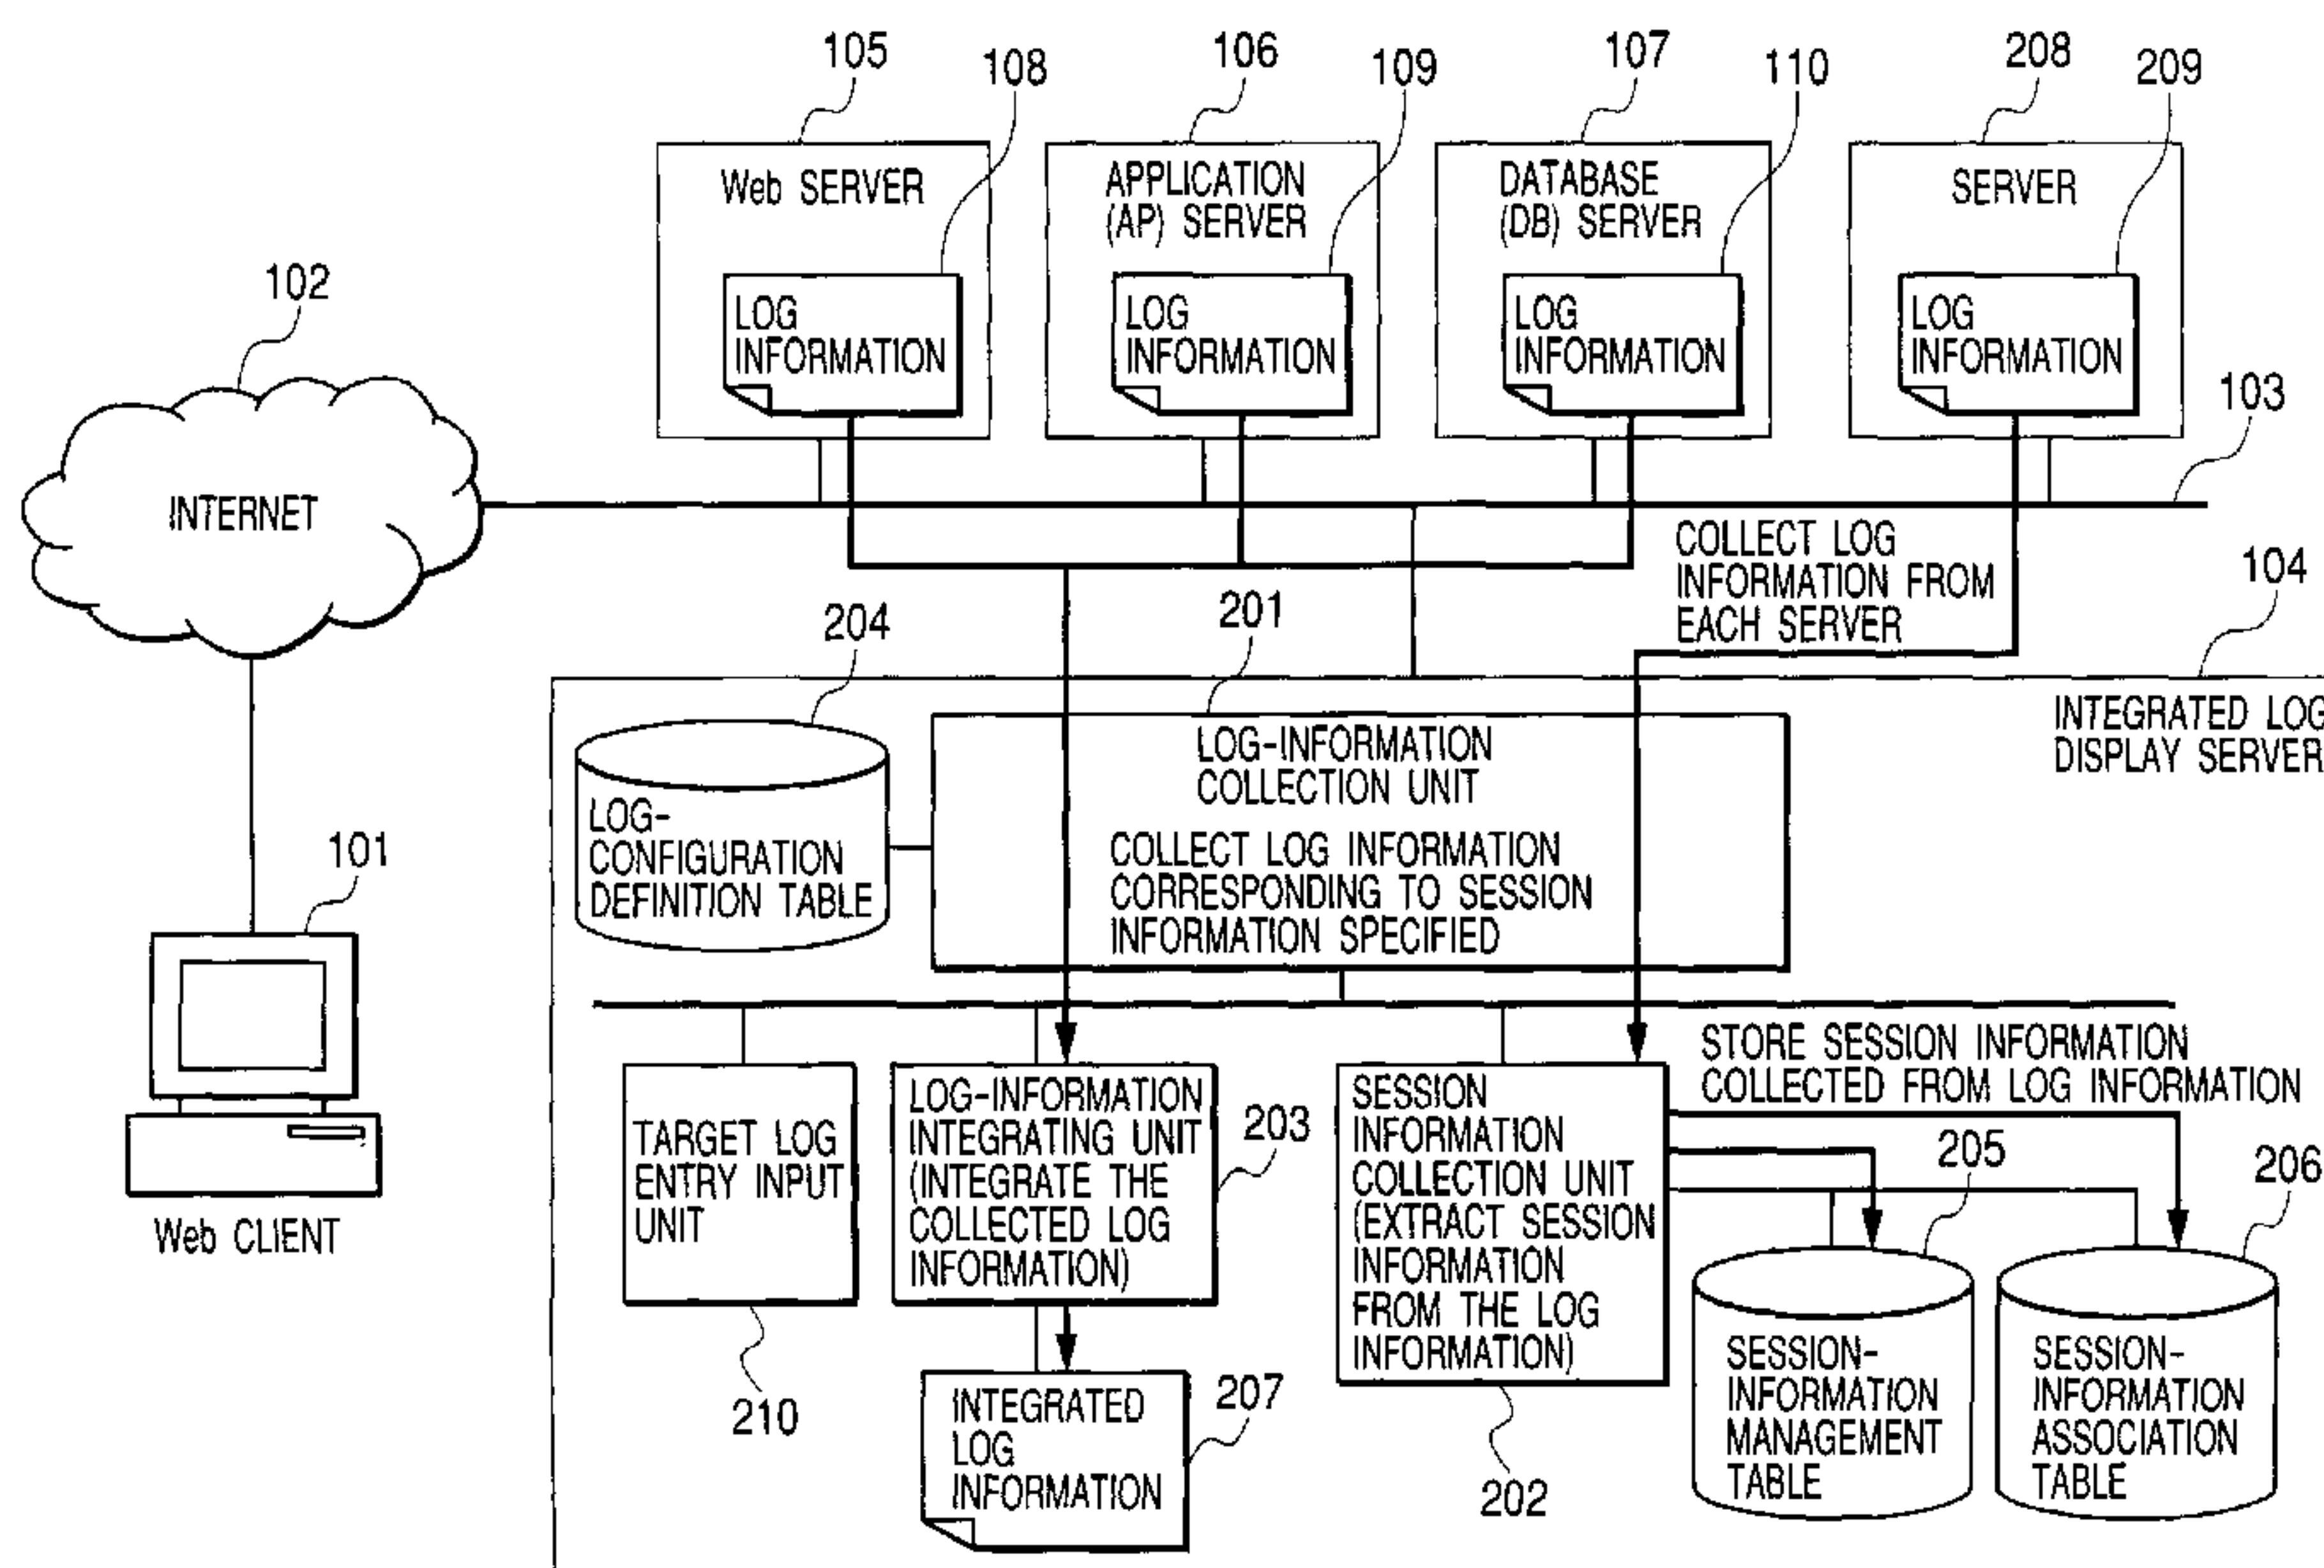 105
108
106
109
107
110
208
209
Web SERVER
APPLICATION
(AP) SERVER
DATABASE
(DB) SERVER
SERVER
LOG
INFORMATION
LOG
INFORMATION
LOG
INFORMATION
LOG
INFORMATION
102
INTERNET
103
COLLECT LOG
INFORMATION FROM
EACH SERVER
104
INTEGRATED LOG
DISPLAY SERVER
204
201
LOG-INFORMATION
COLLECTION UNIT
COLLECT LOG INFORMATION
CORRESPONDING TO SESSION
INFORMATION SPECIFIED
LOG-
CONFIGURATION
DEFINITION TABLE
101
Web CLIENT
TARGET LOG
ENTRY INPUT
UNIT
210
LOG-INFORMATION
INTEGRATING UNIT
(INTEGRATE THE
COLLECTED LOG
INFORMATION)
203
INTEGRATED
LOG
INFORMATION
207
SESSION
INFORMATION
COLLECTION UNIT
(EXTRACT SESSION
INFORMATION
FROM THE LOG
INFORMATION)
202
STORE SESSION INFORMATION
COLLECTED FROM LOG INFORMATION
205
206
SESSION-
INFORMATION
MANAGEMENT
TABLE
SESSION-
INFORMATION
ASSOCIATION
TABLE